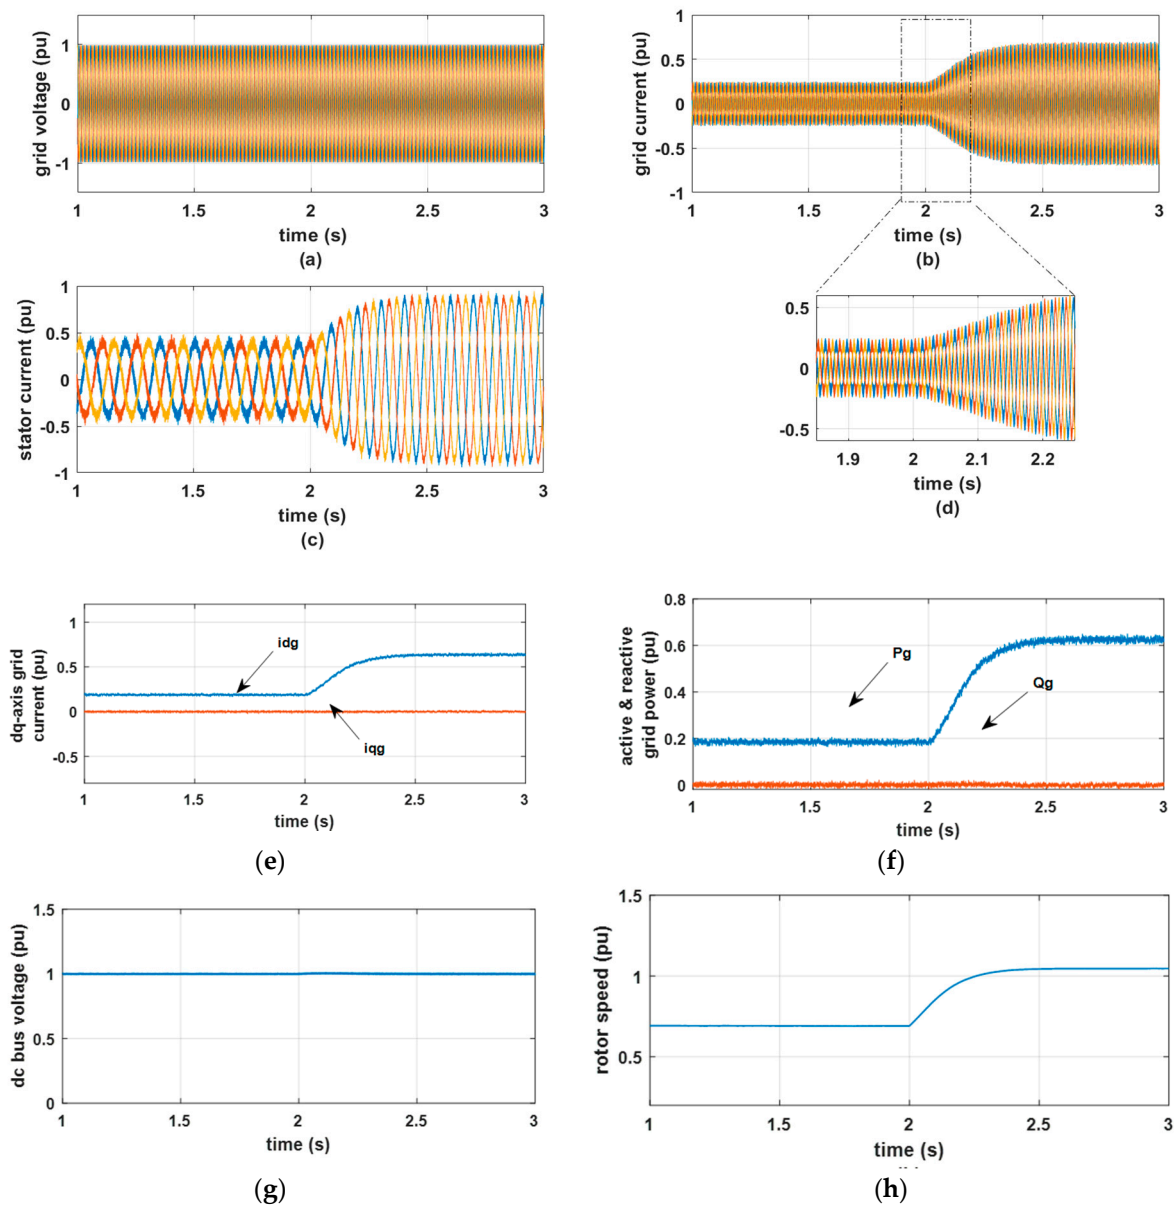 grid voltage (pu)
1
0
-1
1 1.5 2 2.5 3
time (s)
(a)
grid current (pu)
1
0.5
0
-0.5
-1
1 1.5 2 2.5 3
time (s)
(b)
stator current (pu)
1
0.5
0
-0.5
-1
1 1.5 2 2.5 3
time (s)
(c)
0.5
0
-0.5
1.9 2 2.1 2.2
time (s)
(d)
dq-axis grid
current (pu)
1
0.5
0
-0.5
idg
iqg
1 1.5 2 2.5 3
time (s)
(e)
active & reactive
grid power (pu)
0.8
0.6
0.4
0.2
0
Pg
Qg
1 1.5 2 2.5 3
time (s)
(f)
dc bus voltage (pu)
1.5
1
0.5
0
1 1.5 2 2.5 3
time (s)
(g)
rotor speed (pu)
1.5
1
0.5
1 1.5 2 2.5 3
time (s)
(h)